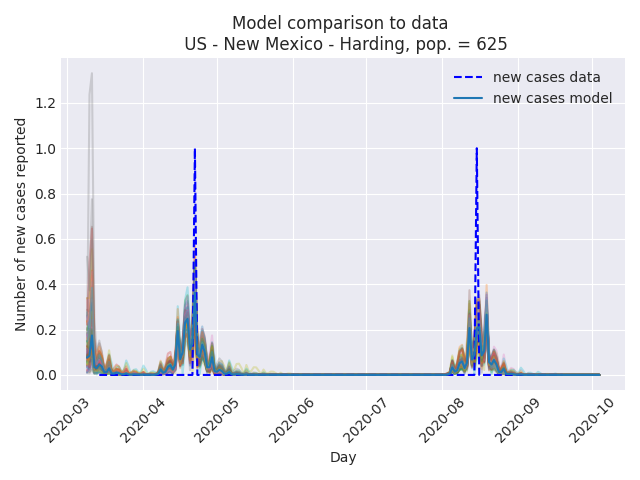 Model comparison to data
US - New Mexico - Harding, pop. = 625
new cases data
new cases model
Number of new cases reported
1.2
1.0
0.8
0.6
0.4
0.2
0.0
2020-03
2020-04
2020-05
2020-06
2020-07
2020-08
2020-09
2020-10
Day